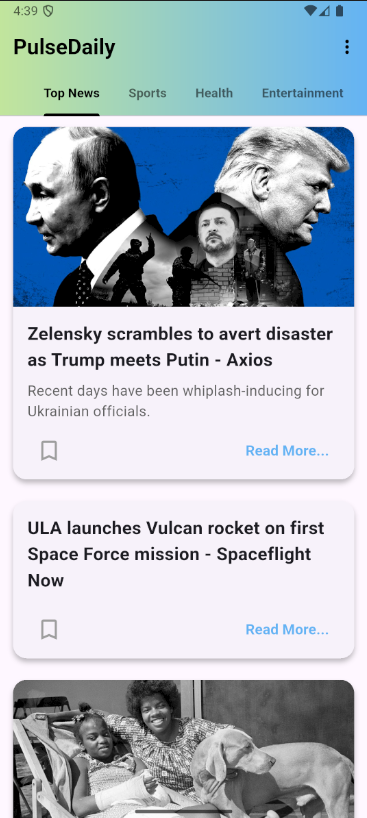 4:39
PulseDaily
Top News Sports Health Entertainment
Zelensky scrambles to avert disaster
as Trump meets Putin - Axios
Recent days have been whiplash-inducing for
Ukrainian officials.
Read More...
ULA launches Vulcan rocket on first
Space Force mission - Spaceflight
Now
Read More...